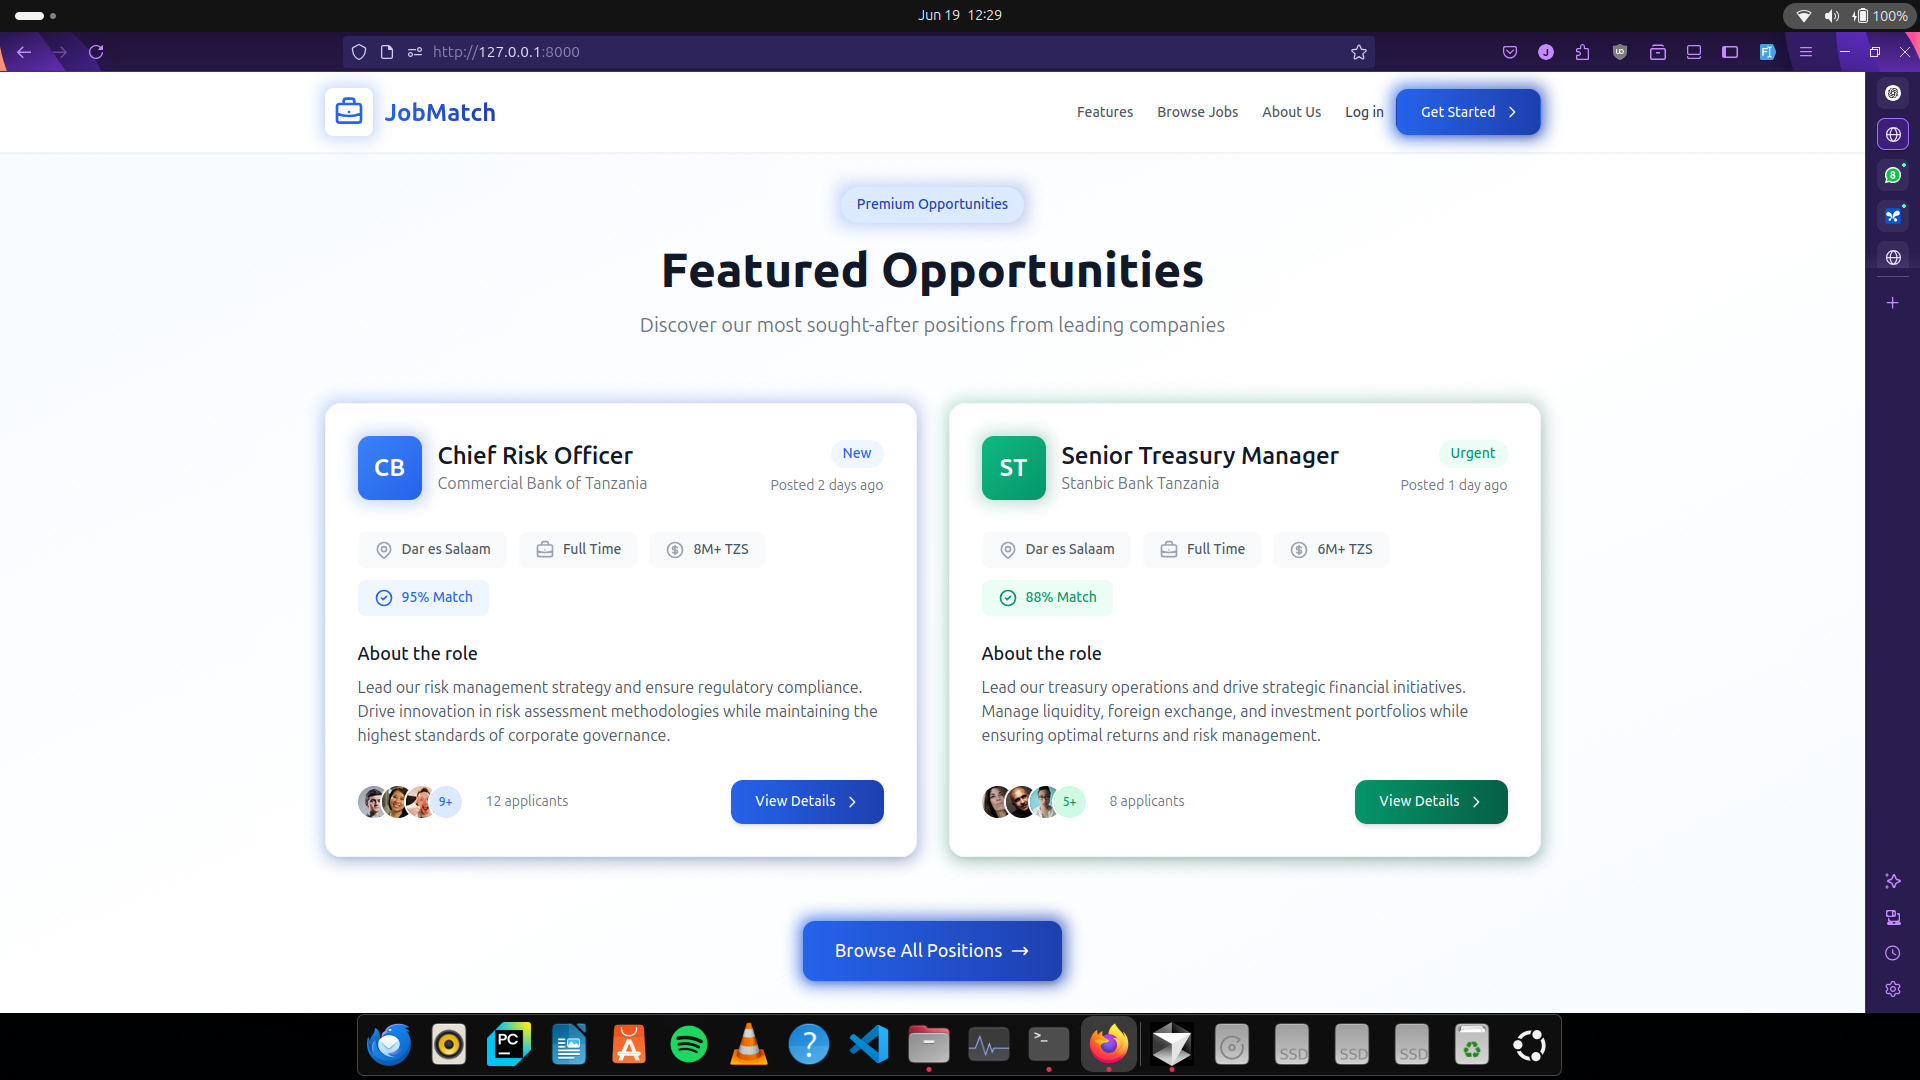 Jun 19 12:29
100%
http://127.0.0.1:8000
JobMatch
Features
Browse Jobs
About Us
Log in
Get Started
Premium Opportunities
Featured Opportunities
Discover our most sought-after positions from leading companies
CB
Chief Risk Officer
Commercial Bank of Tanzania
New
Posted 2 days ago
Dar es Salaam
Full Time
8M+ TZS
95% Match
About the role
Lead our risk management strategy and ensure regulatory compliance.
Drive innovation in risk assessment methodologies while maintaining the
highest standards of corporate governance.
9+
12 applicants
View Details
ST
Senior Treasury Manager
Stanbic Bank Tanzania
Urgent
Posted 1 day ago
Dar es Salaam
Full Time
6M+ TZS
88% Match
About the role
Lead our treasury operations and drive strategic financial initiatives.
Manage liquidity, foreign exchange, and investment portfolios while
ensuring optimal returns and risk management.
5+
8 applicants
View Details
Browse All Positions
J
8
PC
?
>_
SSD
SSD
SSD